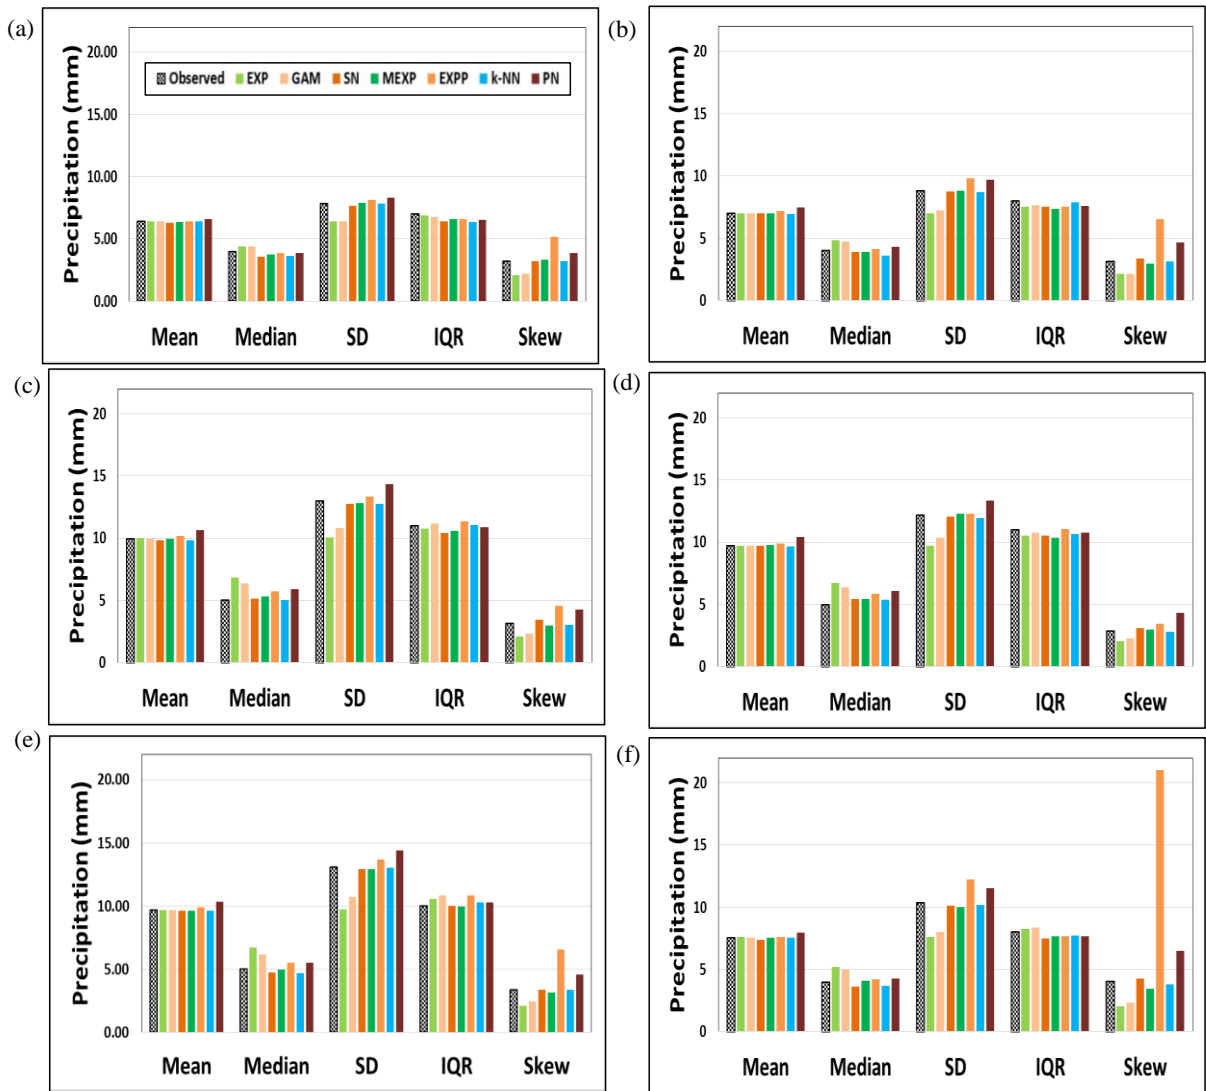 (a)
Precipitation (mm)
20.00
15.00
10.00
5.00
0.00
Observed EXP GAM SN MEXP EXPP k-NN PN
Mean Median SD IQR Skew
(b)
Precipitation (mm)
20
15
10
5
0
Mean Median SD IQR Skew
(c)
Precipitation (mm)
20
15
10
5
0
Mean Median SD IQR Skew
(d)
Precipitation (mm)
20
15
10
5
0
Mean Median SD IQR Skew
(e)
Precipitation (mm)
20.00
15.00
10.00
5.00
0.00
Mean Median SD IQR Skew
(f)
Precipitation (mm)
20
15
10
5
0
Mean Median SD IQR Skew